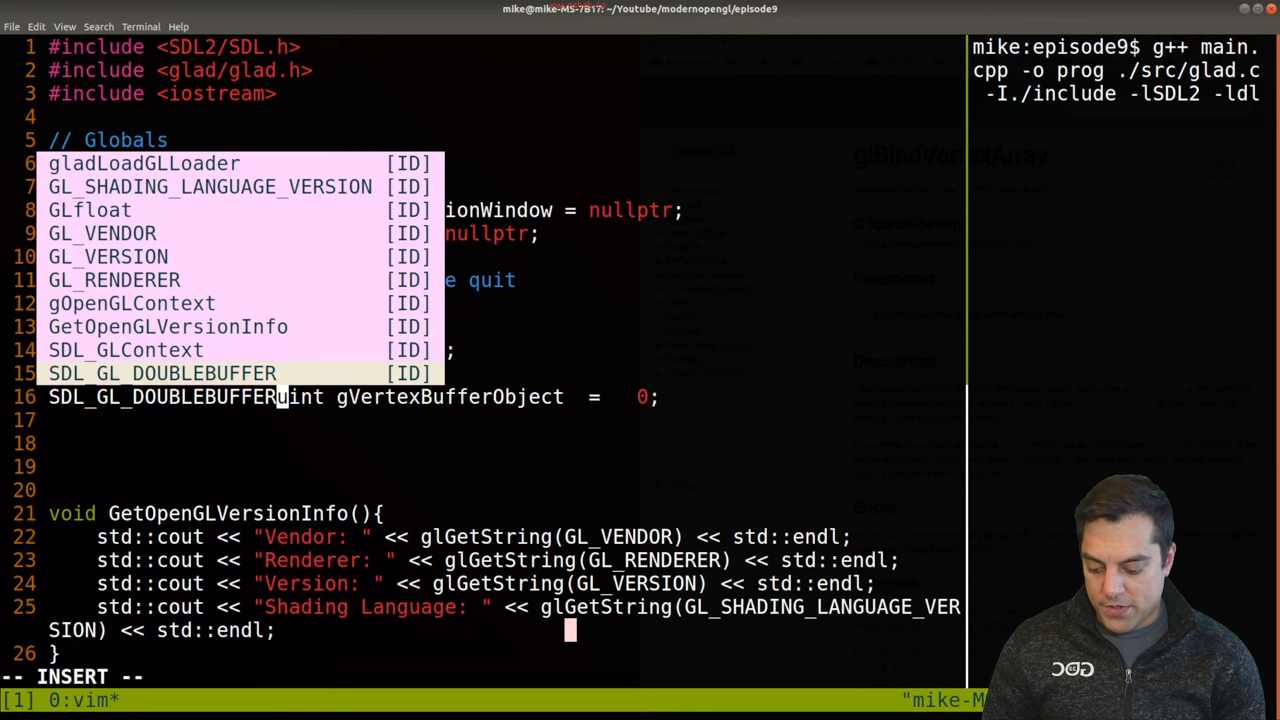 mike@mike-MS-7B17: ~/Youtube/modernopengl/episode9
File Edit View Search Terminal Help
1 #include <SDL2/SDL.h>
2 #include <glad/glad.h>
3 #include <iostream>
4
5 // Globals
6 gladLoadGLLoader [ID]
7 GL_SHADING_LANGUAGE_VERSION [ID]
8 GLfloat [ID] ionWindow = nullptr;
9 GL_VENDOR [ID] nullptr;
10 GL_VERSION [ID]
11 GL_RENDERER [ID] e quit
12 gOpenGLContext [ID]
13 GetOpenGLVersionInfo [ID]
14 SDL_GLContext [ID] ;
15 SDL_GL_DOUBLEBUFFER [ID]
16 SDL_GL_DOUBLEBUFFERuint gVertexBufferObject = 0;
17
18
19
20
21 void GetOpenGLVersionInfo(){
22 std::cout << "Vendor: " << glGetString(GL_VENDOR) << std::endl;
23 std::cout << "Renderer: " << glGetString(GL_RENDERER) << std::endl;
24 std::cout << "Version: " << glGetString(GL_VERSION) << std::endl;
25 std::cout << "Shading Language: " << glGetString(GL_SHADING_LANGUAGE_VER
SION) << std::endl;
26 }
-- INSERT --
[1] 0:vim* "mike-M
mike:episode9$ g++ main.
cpp -o prog ./src/glad.c
-I./include -lSDL2 -ldl
glBindVertexArray
C Specification
Parameters
Description
Errors
GDC